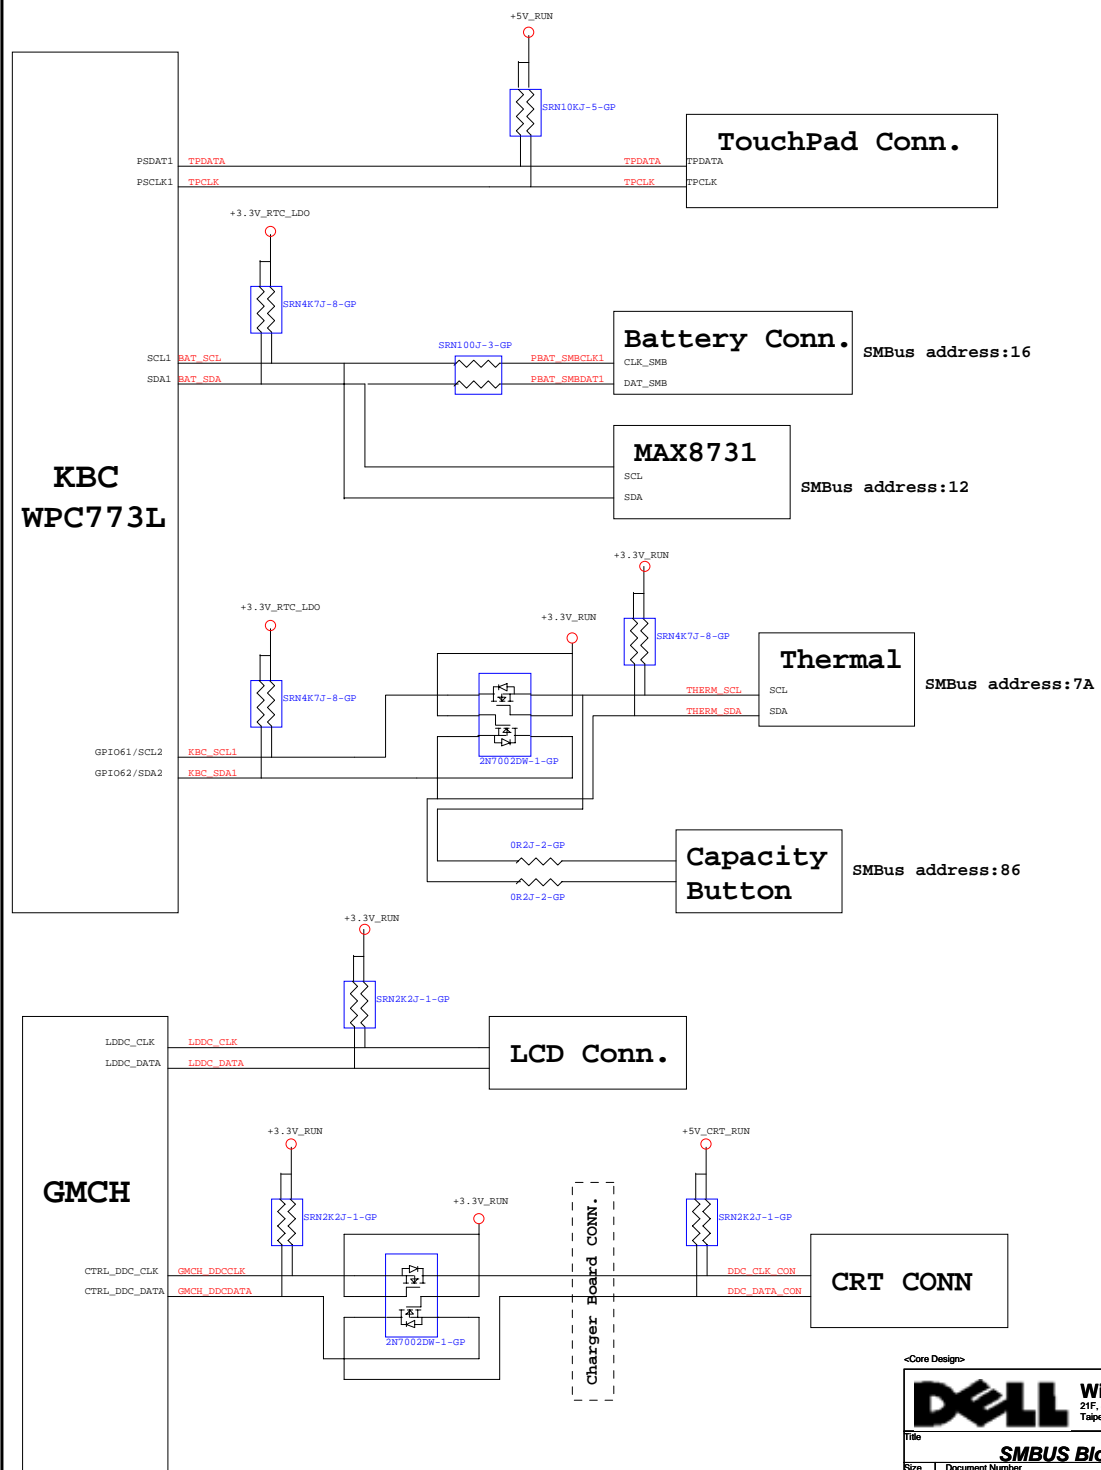 +5V_RUN
SRN10KJ-5-GP
TouchPad Conn.
PSDAT1 TPDATA TPDATA TPDATA
PSCLK1 TPCLK TPCLK TPCLK
+3.3V_RTC_LDO
SRN4K7J-8-GP
SRN100J-3-GP
Battery Conn.
SMBus address:16
SCL1 BAT_SCL PBAT_SMBCLK1 CLK_SMB
SDA1 BAT_SDA PBAT_SMBDAT1 DAT_SMB
MAX8731
SCL
SDA
SMBus address:12
KBC
WPC773L
+3.3V_RUN
+3.3V_RTC_LDO
+3.3V_RUN
SRN4K7J-8-GP
Thermal
SMBus address:7A
SRN4K7J-8-GP
THERM_SCL SCL
THERM_SDA SDA
GPIO61/SCL2 KBC_SCL1
2N7002DW-1-GP
GPIO62/SDA2 KBC_SDA1
0R2J-2-GP
Capacity
Button
SMBus address:86
0R2J-2-GP
+3.3V_RUN
SRN2K2J-1-GP
LDDC_CLK LDDC_CLK
LDDC_DATA LDDC_DATA
LCD Conn.
+3.3V_RUN
+5V_CRT_RUN
GMCH
+3.3V_RUN
SRN2K2J-1-GP
SRN2K2J-1-GP
Charger Board CONN.
CTRL_DDC_CLK GMCH_DDCCLK DDC_CLK_CON
CTRL_DDC_DATA GMCH_DDCDATA DDC_DATA_CON
CRT CONN
2N7002DW-1-GP
<Core Design>
DELL
Wi
21F,
Taipe
Title
SMBUS Blo
Size Document Number